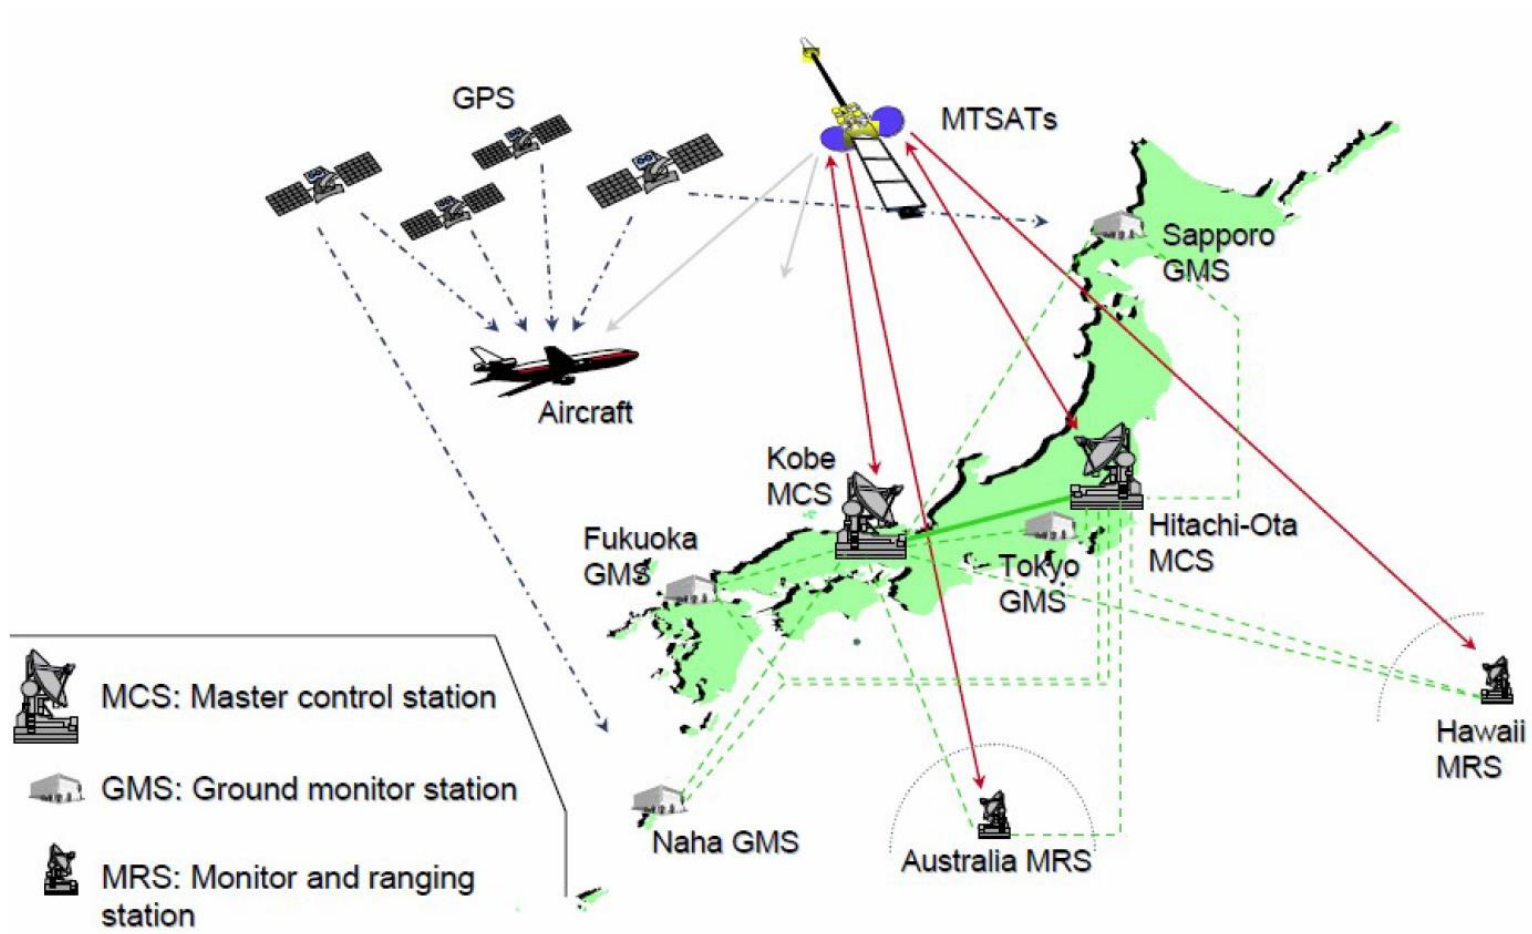 GPS
MTSATs
Sapporo
GMS
Aircraft
Kobe
MCS
Hitachi-Ota
MCS
Fukuoka
GMS
Tokyo
GMS
Hawaii
MRS
Naha GMS
Australia MRS
MCS: Master control station
GMS: Ground monitor station
MRS: Monitor and ranging
station